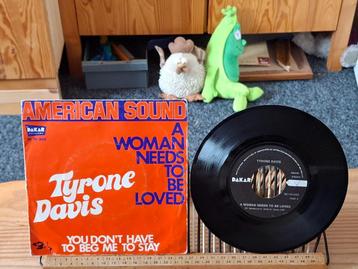 AMERICAN SOUND
DAKAR
A
WOMAN
NEEDS
TO BE
LOVED
Tyrone
Davis
YOU DON'T HAVE
TO BEG ME TO STAY
TYRONE DAVIS
DAKAR
A WOMAN NEEDS TO BE LOVED